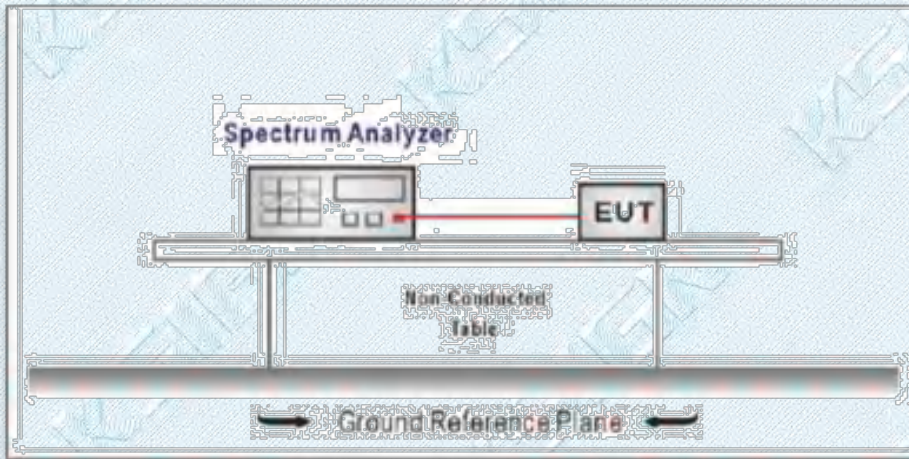 Spectrum Analyzer
EUT
Non-Conducted
Table
Ground Reference Plane